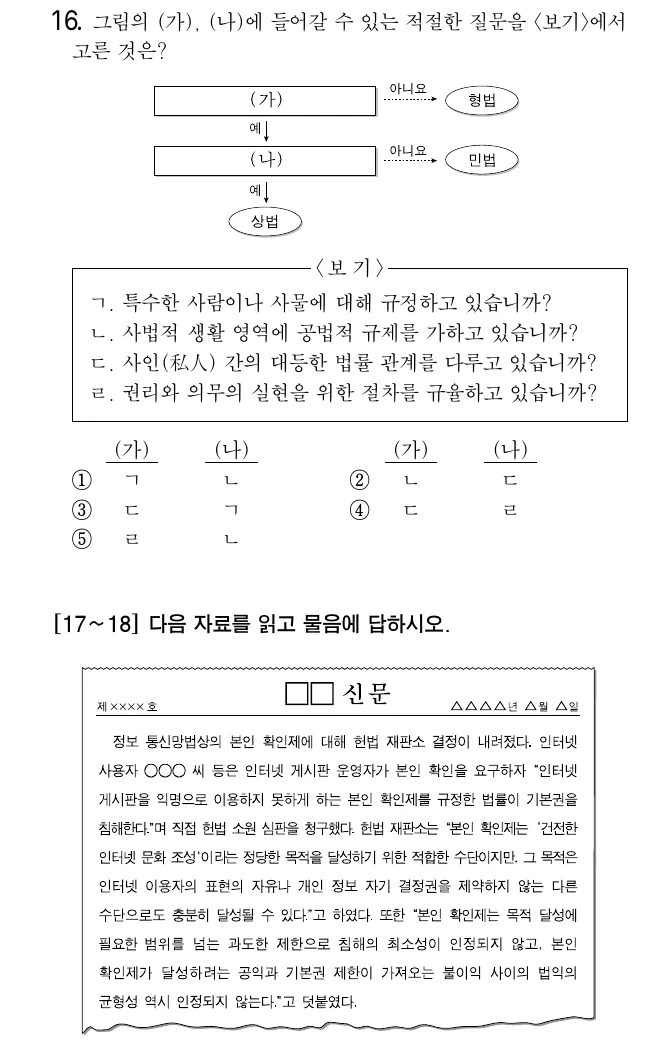 16. 그림의 (가), (나)에 들어갈 수 있는 적절한 질문을 〈보기〉에서
고른 것은?
(가)
아니요
형법
예
(나)
아니요
민법
예
상법
〈보 기〉
ㄱ. 특수한 사람이나 사물에 대해 규정하고 있습니까?
ㄴ. 사법적 생활 영역에 공법적 규제를 가하고 있습니까?
ㄷ. 사인(私人) 간의 대등한 법률 관계를 다루고 있습니까?
ㄹ. 권리와 의무의 실현을 위한 절차를 규율하고 있습니까?
(가) (나) (가) (나)
① ㄱ ㄴ ② ㄴ ㄷ
③ ㄷ ㄱ ④ ㄷ ㄹ
⑤ ㄹ ㄴ
[17～18] 다음 자료를 읽고 물음에 답하시오.
□□ 신문
제××××호 △△△△년 △월 △일
정보 통신망법상의 본인 확인제에 대해 헌법 재판소 결정이 내려졌다. 인터넷
사용자 ○○○ 씨 등은 인터넷 게시판 운영자가 본인 확인을 요구하자 “인터넷
게시판을 익명으로 이용하지 못하게 하는 본인 확인제를 규정한 법률이 기본권을
침해한다.”며 직접 헌법 소원 심판을 청구했다. 헌법 재판소는 “본인 확인제는 ‘건전한
인터넷 문화 조성’이라는 정당한 목적을 달성하기 위한 적합한 수단이지만, 그 목적은
인터넷 이용자의 표현의 자유나 개인 정보 자기 결정권을 제약하지 않는 다른
수단으로도 충분히 달성될 수 있다.”고 하였다. 또한 “본인 확인제는 목적 달성에
필요한 범위를 넘는 과도한 제한으로 침해의 최소성이 인정되지 않고, 본인
확인제가 달성하려는 공익과 기본권 제한이 가져오는 불이익 사이의 법익의
균형성 역시 인정되지 않는다.”고 덧붙였다.